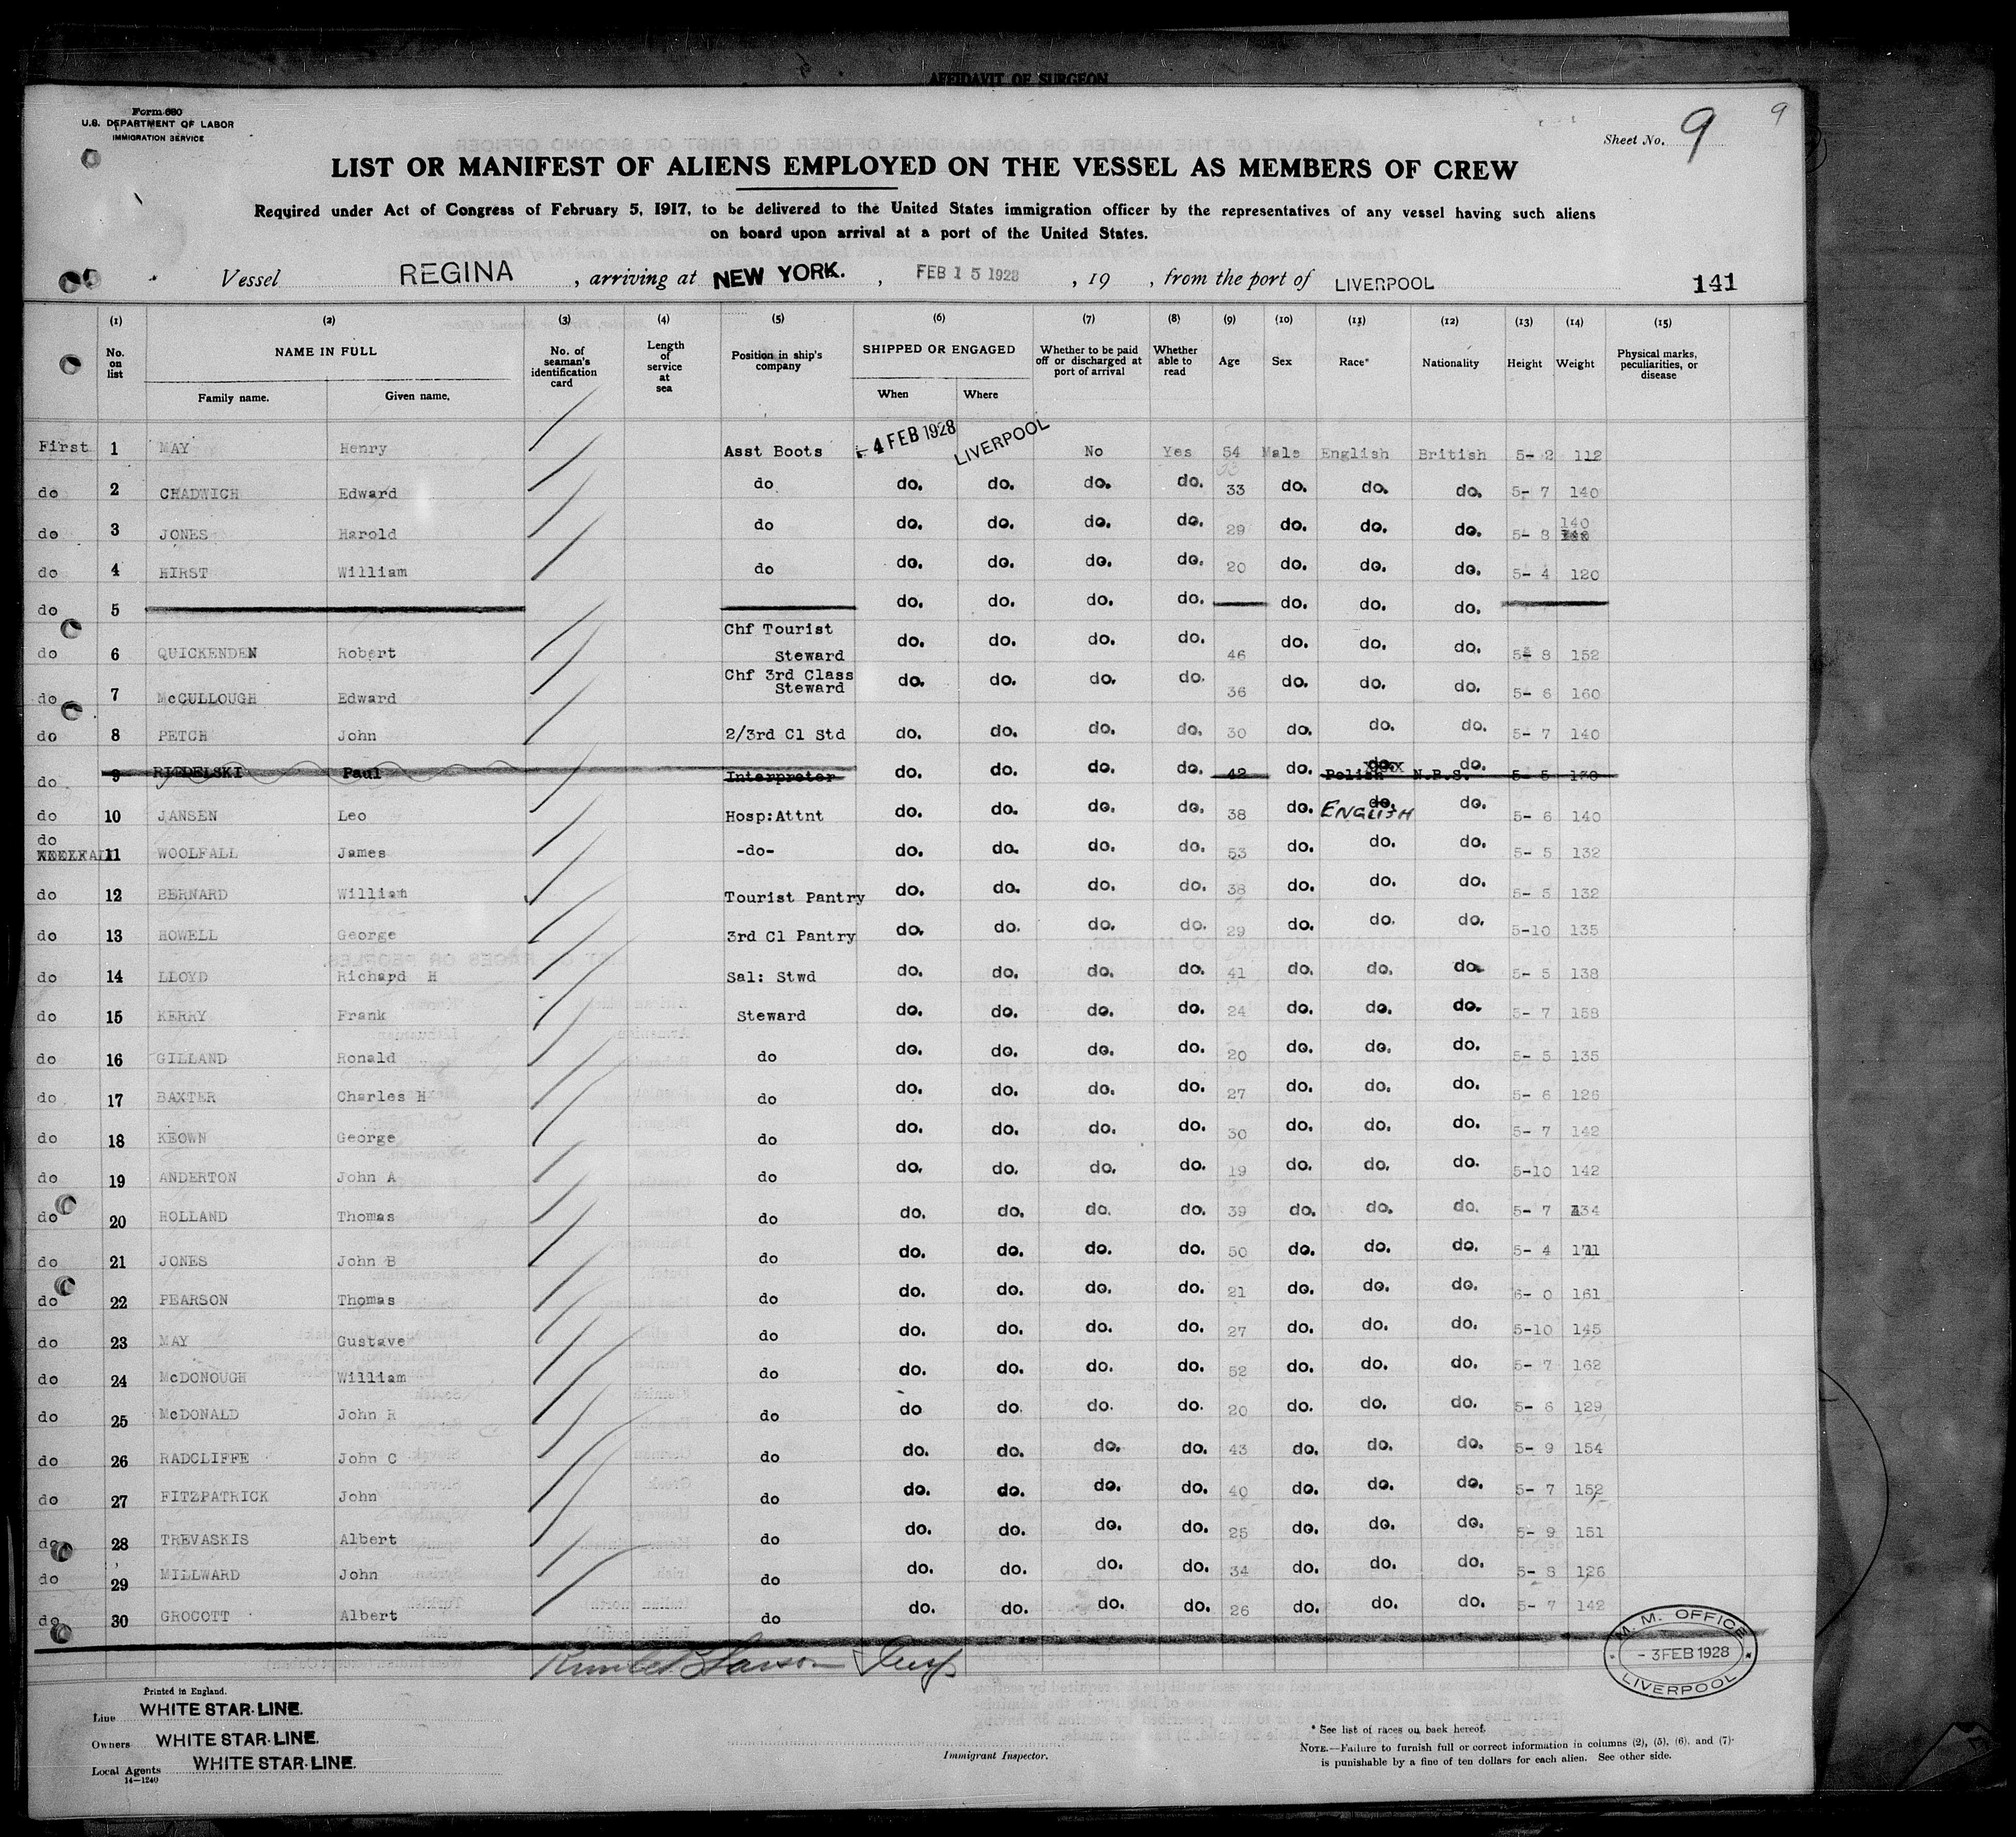 AFFIDAVIT OF SURGEON
Form 680
U.S. DEPARTMENT OF LABOR
IMMIGRATION SERVICE
Sheet No. 9
9
LIST OR MANIFEST OF ALIENS EMPLOYED ON THE VESSEL AS MEMBERS OF CREW
Required under Act of Congress of February 5, 1917, to be delivered to the United States immigration officer by the representatives of any vessel having such aliens
on board upon arrival at a port of the United States.
Vessel REGINA, arriving at NEW YORK., FEB 15 1928, 19 , from the port of LIVERPOOL 141
(1) (2) (3) (4) (5) (6) (7) (8) (9) (10) (11) (12) (13) (14) (15)
No. on list NAME IN FULL Family name. Given name. No. of seaman's identification card Length of service at sea Position in ship's company SHIPPED OR ENGAGED When Where Whether to be paid off or discharged at port of arrival Whether able to read Age Sex Race* Nationality Height Weight Physical marks, peculiarities, or disease
First 1 MAY Henry Asst Boots 4 FEB 1928 LIVERPOOL No Yes 54 Male English British 5- 2 112
do 2 CHADWICH Edward do do. do. do. do. 33 do. do. do. 5- 7 140
do 3 JONES Harold do do. do. do. do. 29 do. do. do. 5- 8 140
do 4 HIRST William do do. do. do. do. 20 do. do. do. 5- 4 120
do 5 do. do. do. do. do. do. do.
do 6 QUICKENDEN Robert Chf Tourist Steward do. do. do. do. 46 do. do. do. 5- 8 152
do 7 McCULLOUGH Edward Chf 3rd Class Steward do. do. do. do. 36 do. do. do. 5- 6 160
do 8 PETCH John 2/3rd Cl Std do. do. do. do. 30 do. do. do. 5- 7 140
do 9 RIEDELSKI Paul Interpreter do. do. do. do. 42 do. Polish do. N.P.S. do. 5- 5 130
do 10 JANSEN Leo Hosp:Attnt do. do. do. do. 38 do. do. ENGLISH do. 5- 6 140
do 11 WOOLFALL James -do- do. do. do. do. 53 do. do. do. 5- 5 132
do 12 BERNARD William Tourist Pantry do. do. do. do. 38 do. do. do. 5- 5 132
do 13 HOWELL George 3rd Cl Pantry do. do. do. do. 29 do. do. do. 5-10 135
do 14 LLOYD Richard H Sal: Stwd do. do. do. do. 41 do. do. do. 5- 5 138
do 15 KERRY Frank Steward do. do. do. do. 24 do. do. do. 5- 7 158
do 16 GILLAND Ronald do do. do. do. do. 20 do. do. do. 5- 5 135
do 17 BAXTER Charles H do do. do. do. do. 27 do. do. do. 5- 6 126
do 18 KEOWN George do do. do. do. do. 30 do. do. do. 5- 7 142
do 19 ANDERTON John A do do. do. do. do. 19 do. do. do. 5-10 142
do 20 HOLLAND Thomas do do. do. do. do. 39 do. do. do. 5- 7 134
do 21 JONES John B do do. do. do. do. 50 do. do. do. 5- 4
do 22 PEARSON Thomas do do. do. do. do. 21 do. do. do. 6- 0 161
do 23 MAY Gustave do do. do. do. do. 27 do. do. do. 5-10 145
do 24 McDONOUGH William do do. do. do. do. 52 do. do. do. 5- 7 162
do 25 McDONALD John R do do do. do. do. 20 do. do. do. 5- 6 129
do 26 RADCLIFFE John C do do. do. do. do. 43 do. do. do. 5- 9 154
do 27 FITZPATRICK John do do. do. do. do. 40 do. do. do. 5- 7 152
do 28 TREVASKIS Albert do do. do. do. do. 25 do. do. do. 5- 9 151
do 29 MILLWARD John do do. do. do. do. 34 do. do. do. 5- 8 126
do 30 GROCOTT Albert do do. do. do. do. 26 do. do. do. 5- 7 142
M. M. OFFICE
- 3 FEB 1928
LIVERPOOL
Printed in England.
Line WHITE STAR LINE.
Owners WHITE STAR LINE.
Local Agents WHITE STAR LINE.
14—1240
Immigrant Inspector.
* See list of races on back hereof.
NOTE.—Failure to furnish full or correct information in columns (2), (5), (6), and (7)
is punishable by a fine of ten dollars for each alien. See other side.